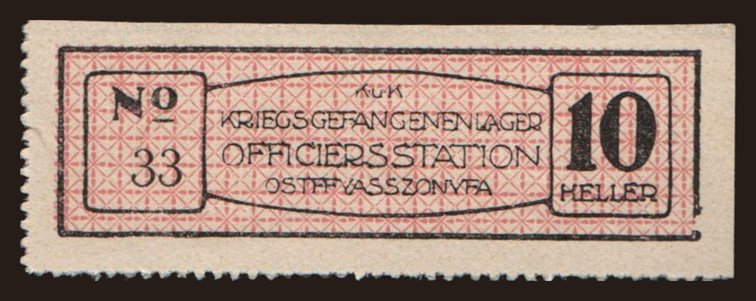 No
33
K.u.K
KRIEGSGEFANGENENLAGER
OFFICIERSSTATION
OSTFFYASSZONYFA
10
HELLER